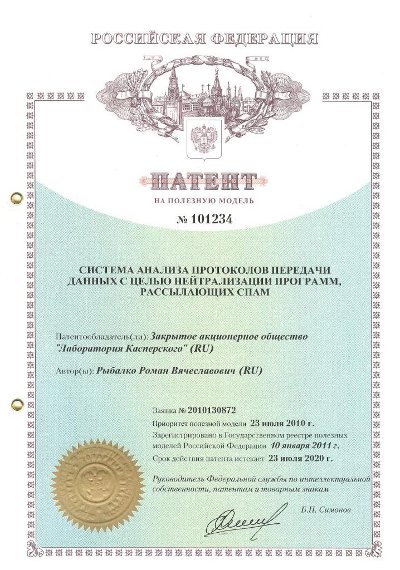 РОССИЙСКАЯ ФЕДЕРАЦИЯ
ПАТЕНТ
НА ПОЛЕЗНУЮ МОДЕЛЬ
№ 101234
СИСТЕМА АНАЛИЗА ПРОТОКОЛОВ ПЕРЕДАЧИ
ДАННЫХ С ЦЕЛЬЮ НЕЙТРАЛИЗАЦИИ ПРОГРАММ,
РАССЫЛАЮЩИХ СПАМ
Патентообладатель(ли): Закрытое акционерное общество
"Лаборатория Касперского" (RU)
Автор(ы): Рыбалко Роман Вячеславович (RU)
Заявка № 2010130872
Приоритет полезной модели 23 июля 2010 г.
Зарегистрировано в Государственном реестре полезных
моделей Российской Федерации 10 января 2011 г.
Срок действия патента истекает 23 июля 2020 г.
Руководитель Федеральной службы по интеллектуальной
собственности, патентам и товарным знакам
Б.П. Симонов